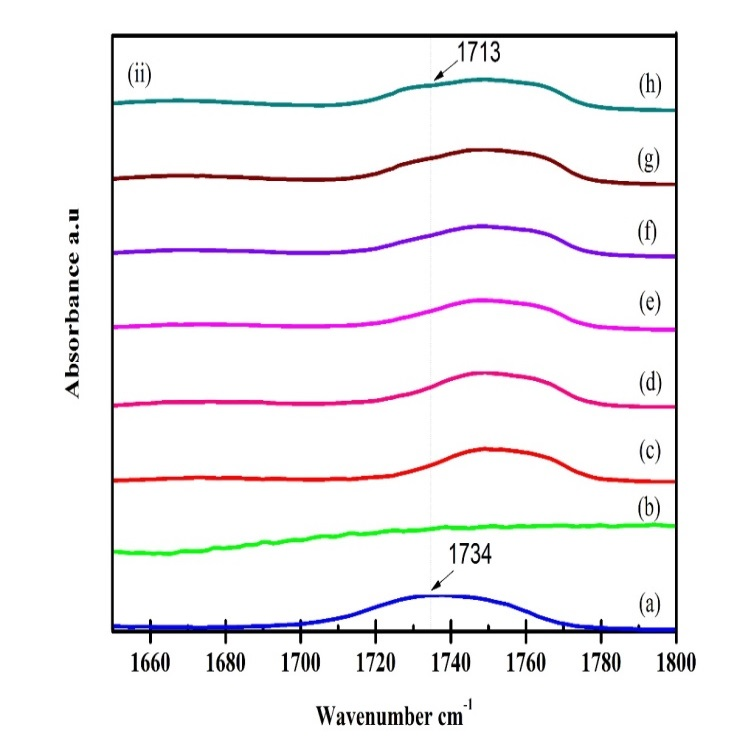 1713
(ii)
(h)
(g)
(f)
(e)
(d)
(c)
(b)
1734
(a)
Absorbance a.u
1660 1680 1700 1720 1740 1760 1780 1800
Wavenumber cm⁻¹